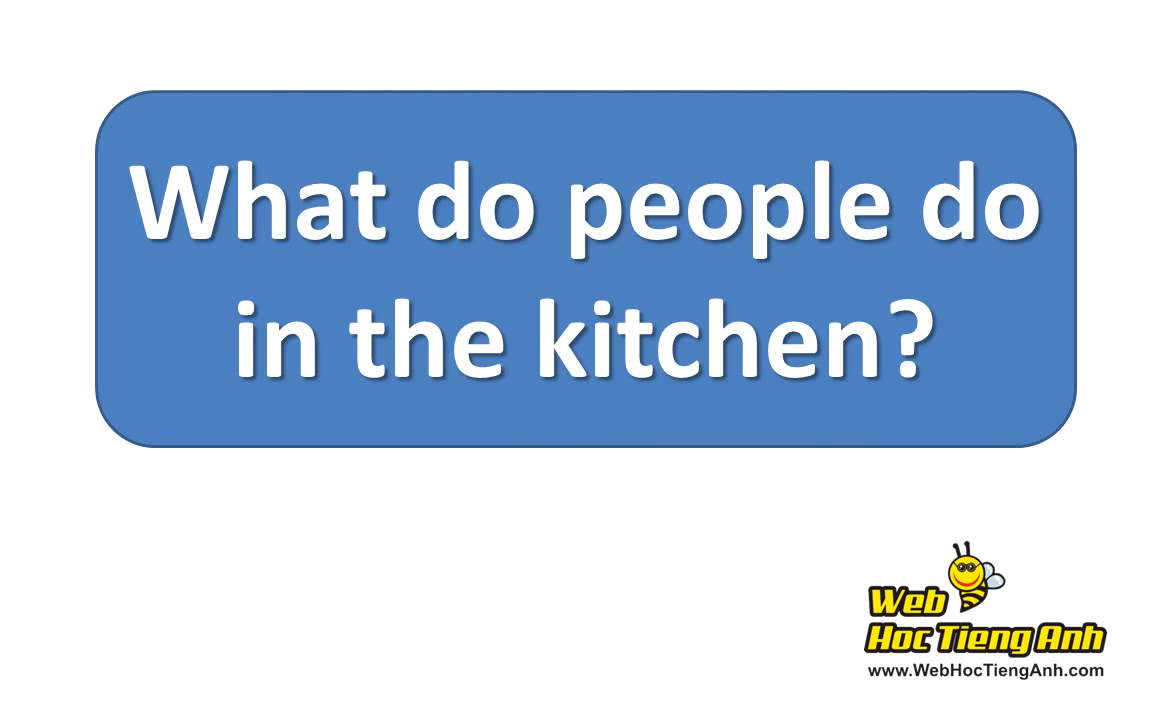 What do people do
in the kitchen?
Web
Hoc Tieng Anh
www.WebHocTiengAnh.com